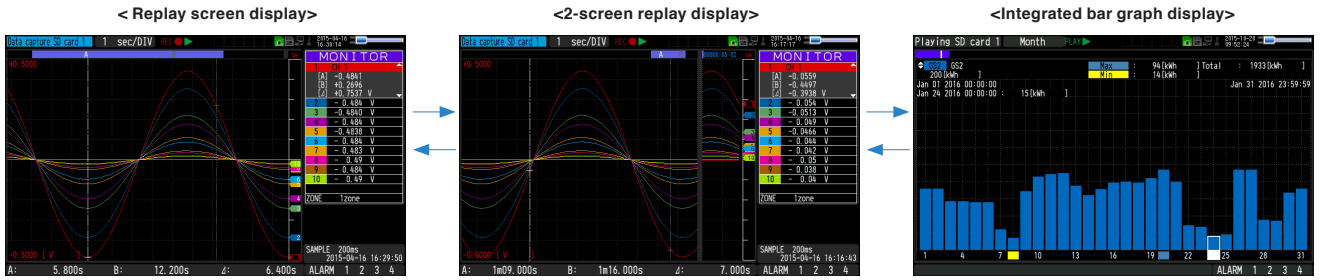 < Replay screen display>
Data capture SD card 1 1 sec/DIV REC 2015-04-16 16:30:14
A
+0.5000
-0.5000 [ V ]
MONITOR
1 CH 1
[A] -0.4841
[B] +0.2696
[⊿] +0.7537 V
2 - 0.484 V
3 - 0.4840 V
4 - 0.484 V
5 - 0.4838 V
6 - 0.484 V
7 - 0.483 V
8 - 0.49 V
9 - 0.484 V
10 - 0.49 V
ZONE 1zone
SAMPLE 200ms
2015-04-16 16:29:50
A: 5.800s B: 12.200s ⊿: 6.400s ALARM 1 2 3 4
<2-screen replay display>
Data capture SD card 1 1 sec/DIV REC 2015-04-16 16:17:17
A 00000 05-02
MONITOR
1 CH 1
[A] -0.0559
[B] -0.4497
[⊿] -0.3938 V
2 - 0.054 V
3 - 0.0513 V
4 - 0.049 V
5 - 0.0466 V
6 - 0.044 V
7 - 0.042 V
8 - 0.05 V
9 - 0.038 V
10 - 0.04 V
ZONE 1zone
SAMPLE 200ms
2015-04-16 16:16:43
A: 1m09.000s B: 1m16.000s ⊿: 7.000s ALARM 1 2 3 4
<Integrated bar graph display>
Playing SD card 1 Month PLAY 2015-10-20 09:52:24
GS2 GS2 Max : 94[kWh ] Total : 1933[kWh ]
200[kWh ] Min : 14[kWh ]
Jan 01 2016 00:00:00 Jan 31 2016 23:59:59
Jan 24 2016 00:00:00 : 15[kWh ]
1 4 7 10 13 16 19 22 25 28 31
ALARM 1 2 3 4